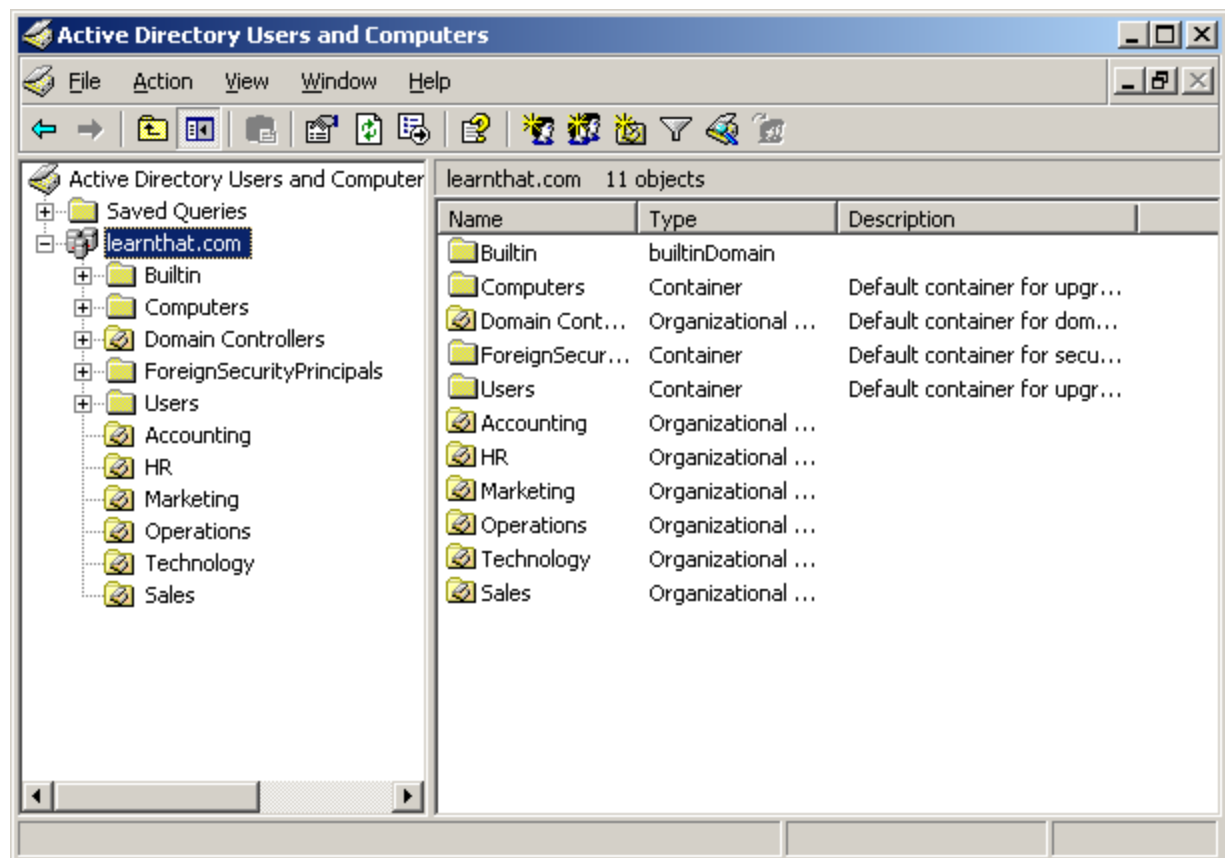 Active Directory Users and Computers
File Action View Window Help
Active Directory Users and Computer
Saved Queries
learnthat.com
Builtin
Computers
Domain Controllers
ForeignSecurityPrincipals
Users
Accounting
HR
Marketing
Operations
Technology
Sales
learnthat.com 11 objects
Name Type Description
Builtin builtinDomain
Computers Container Default container for upgr...
Domain Cont... Organizational ... Default container for dom...
ForeignSecur... Container Default container for secu...
Users Container Default container for upgr...
Accounting Organizational ...
HR Organizational ...
Marketing Organizational ...
Operations Organizational ...
Technology Organizational ...
Sales Organizational ...